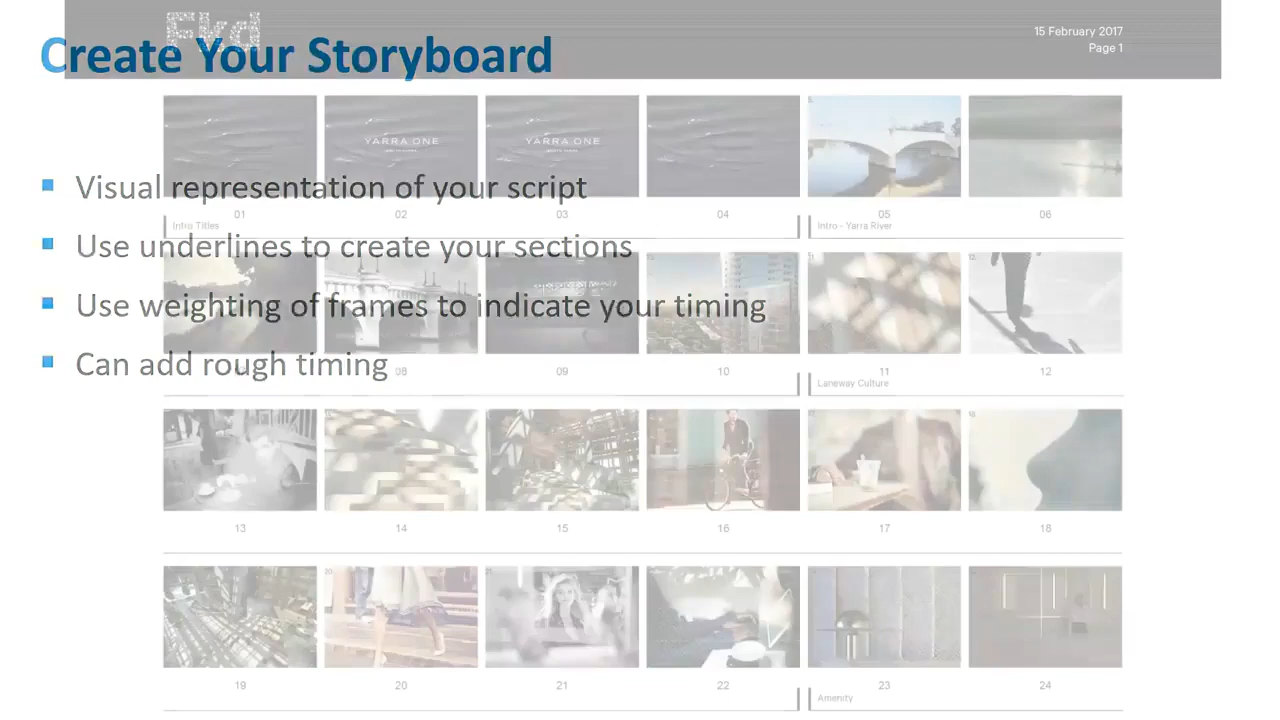 Fkd
15 February 2017
Page 1
Create Your Storyboard
YARRA ONE
YARRA ONE
Visual representation of your script
01
02
03
04
05
06
Intro Titles
Intro - Yarra River
Use underlines to create your sections
Use weighting of frames to indicate your timing
Can add rough timing
08
09
10
11
12
Laneway Culture
13
14
15
16
17
18
19
20
21
22
23
24
Amenity